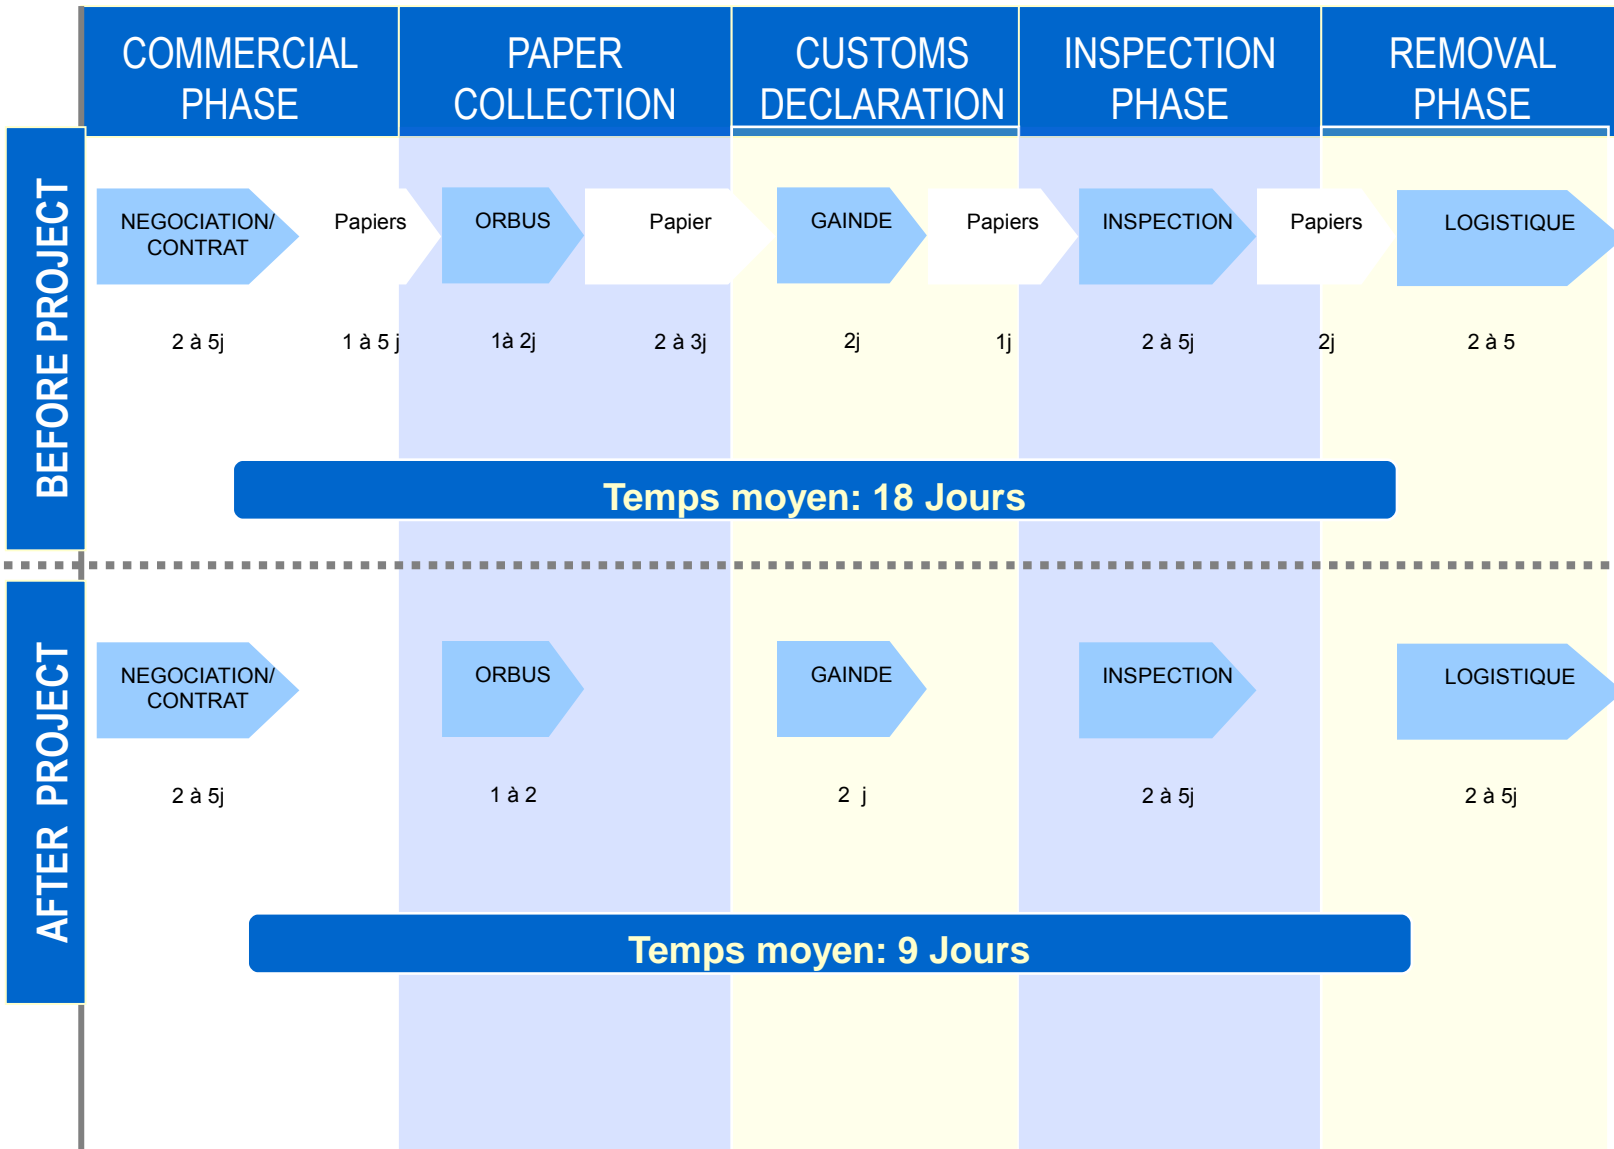 COMMERCIAL
PHASE
PAPER
COLLECTION
CUSTOMS
DECLARATION
INSPECTION
PHASE
REMOVAL
PHASE
BEFORE PROJECT
NEGOCIATION/
CONTRAT
Papiers
ORBUS
Papier
GAINDE
Papiers
INSPECTION
Papiers
LOGISTIQUE
2 à 5j
1 à 5 j
1à 2j
2 à 3j
2j
1j
2 à 5j
2j
2 à 5
Temps moyen: 18 Jours
AFTER PROJECT
NEGOCIATION/
CONTRAT
ORBUS
GAINDE
INSPECTION
LOGISTIQUE
2 à 5j
1 à 2
2 j
2 à 5j
2 à 5j
Temps moyen: 9 Jours